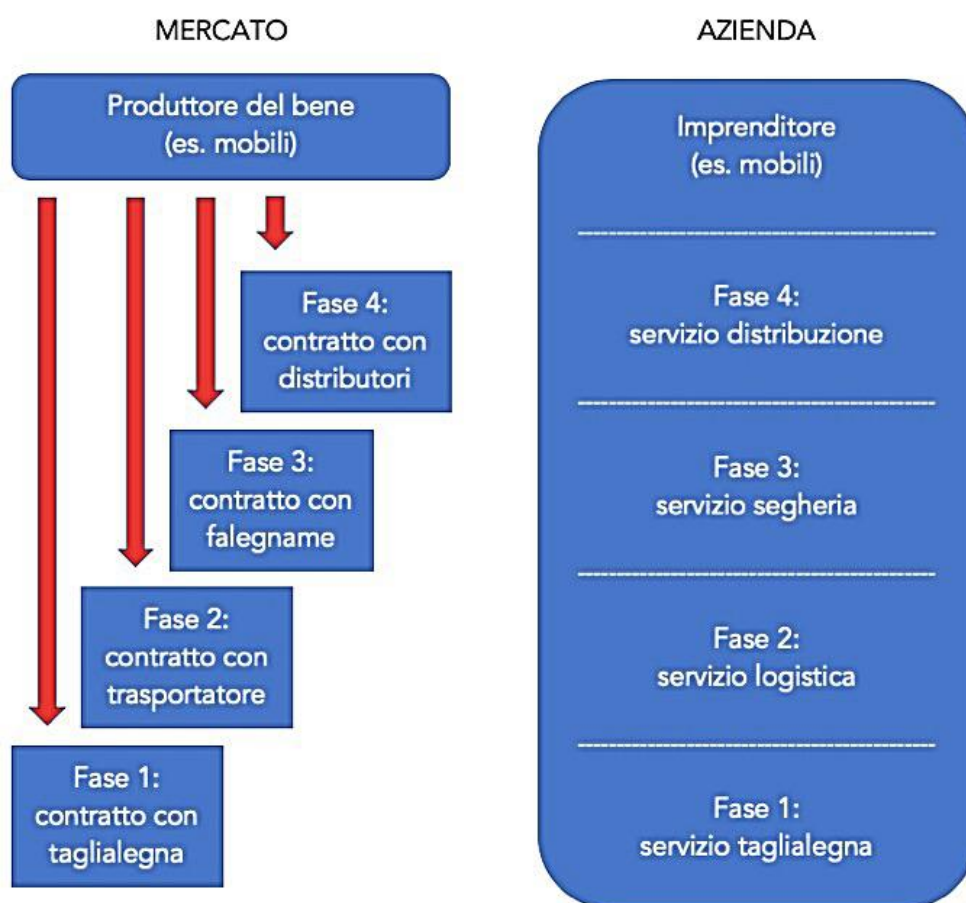 MERCATO
Produttore del bene
(es. mobili)
Fase 4:
contratto con
distributori
Fase 3:
contratto con
falegname
Fase 2:
contratto con
trasportatore
Fase 1:
contratto con
taglialegna
AZIENDA
Imprenditore
(es. mobili)
Fase 4:
servizio distribuzione
Fase 3:
servizio segheria
Fase 2:
servizio logistica
Fase 1:
servizio taglialegna